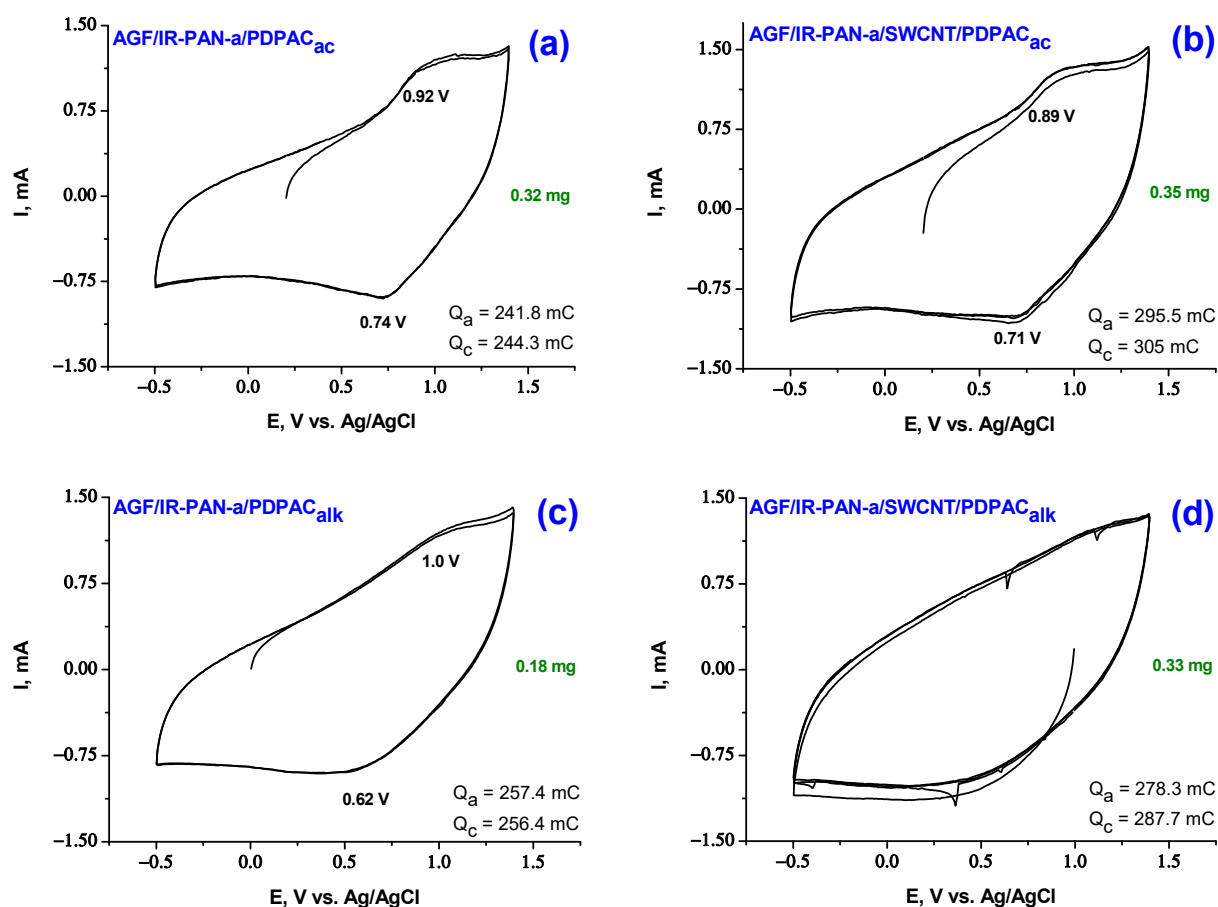 AGF/IR-PAN-a/PDPACac
(a)
1.50
0.75
0.00
−0.75
−1.50
I, mA
0.92 V
0.32 mg
0.74 V
Qa = 241.8 mC
Qc = 244.3 mC
−0.5
0.0
0.5
1.0
1.5
E, V vs. Ag/AgCl
AGF/IR-PAN-a/SWCNT/PDPACac
(b)
1.50
0.75
0.00
−0.75
−1.50
I, mA
0.89 V
0.35 mg
0.71 V
Qa = 295.5 mC
Qc = 305 mC
−0.5
0.0
0.5
1.0
1.5
E, V vs. Ag/AgCl
AGF/IR-PAN-a/PDPACalk
(c)
1.50
0.75
0.00
−0.75
−1.50
I, mA
1.0 V
0.18 mg
0.62 V
Qa = 257.4 mC
Qc = 256.4 mC
−0.5
0.0
0.5
1.0
1.5
E, V vs. Ag/AgCl
AGF/IR-PAN-a/SWCNT/PDPACalk
(d)
1.50
0.75
0.00
−0.75
−1.50
I, mA
0.33 mg
Qa = 278.3 mC
Qc = 287.7 mC
−0.5
0.0
0.5
1.0
1.5
E, V vs. Ag/AgCl